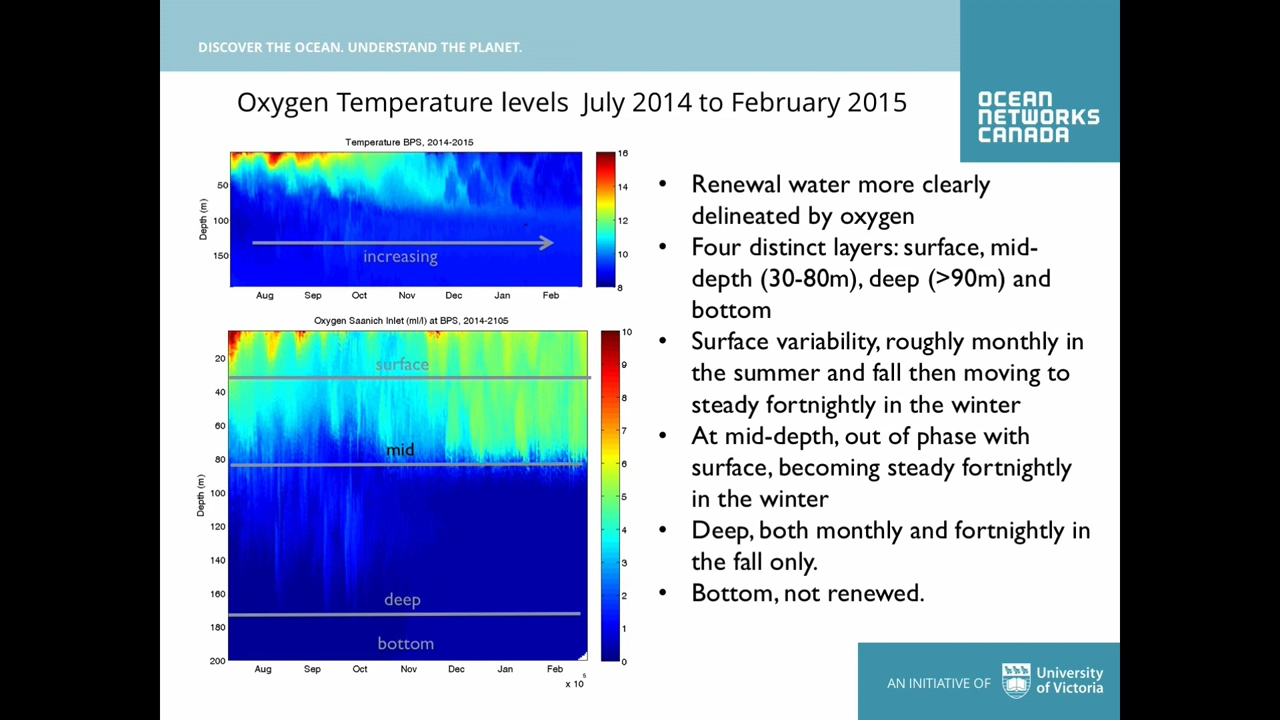 DISCOVER THE OCEAN. UNDERSTAND THE PLANET.
OCEAN
NETWORKS
CANADA
Oxygen Temperature levels July 2014 to February 2015
Temperature BPS, 2014-2015
50
100
150
Depth (m)
increasing
Aug Sep Oct Nov Dec Jan Feb
16
14
12
10
8
Oxygen Saanich Inlet (ml/l) at BPS, 2014-2105
20
40
60
80
100
120
140
160
180
200
Depth (m)
surface
mid
deep
bottom
Aug Sep Oct Nov Dec Jan Feb
x 10
5
10
9
8
7
6
5
4
3
2
1
0
• Renewal water more clearly
delineated by oxygen
• Four distinct layers: surface, mid-
depth (30-80m), deep (>90m) and
bottom
• Surface variability, roughly monthly in
the summer and fall then moving to
steady fortnightly in the winter
• At mid-depth, out of phase with
surface, becoming steady fortnightly
in the winter
• Deep, both monthly and fortnightly in
the fall only.
• Bottom, not renewed.
AN INITIATIVE OF
University
of Victoria